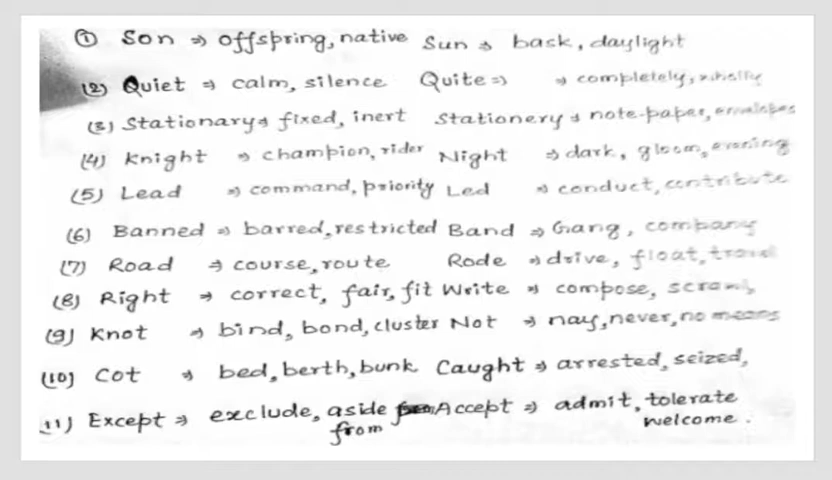 (1) Son ⇒ offspring, native Sun ⇒ bask, daylight
(2) Quiet ⇒ calm, silence Quite ⇒ ⇒ completely, wholly
(3) Stationary ⇒ fixed, inert Stationery ⇒ note-paper, envelopes
(4) Knight ⇒ champion, rider Night ⇒ dark, gloom, evening
(5) Lead ⇒ command, priority Led ⇒ conduct, contribute
(6) Banned ⇒ barred, restricted Band ⇒ Gang, company
(7) Road ⇒ course, route Rode ⇒ drive, float, travel
(8) Right ⇒ correct, fair, fit Write ⇒ compose, scrawl,
(9) Knot ⇒ bind, bond, cluster Not ⇒ nay, never, no means
(10) Cot ⇒ bed, berth, bunk Caught ⇒ arrested, seized,
(11) Except ⇒ exclude, aside Accept ⇒ admit, tolerate
from welcome.